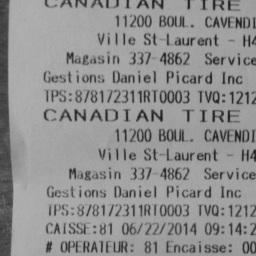 CANADIAN TIRE
11200 BOUL. CAVENDI
Ville St-Laurent - H4
Magasin 337-4862 Service
Gestions Daniel Picard Inc
TPS:878172311RT0003 TVQ:1212
CANADIAN TIRE
11200 BOUL. CAVENDI
Ville St-Laurent - H4
Magasin 337-4862 Service
Gestions Daniel Picard Inc
TPS:878172311RT0003 TVQ:1212
CAISSE:81 06/22/2014 09:14:2
# OPERATEUR: 81 Encaisse: 00